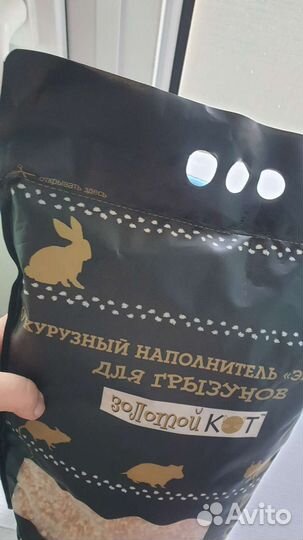 открывать здесь
КУРУЗНЫЙ НАПОЛНИТЕЛЬ «Э
ДЛЯ ГРЫЗУНОВ
ЗОЛОТОЙ КОТ
Avito